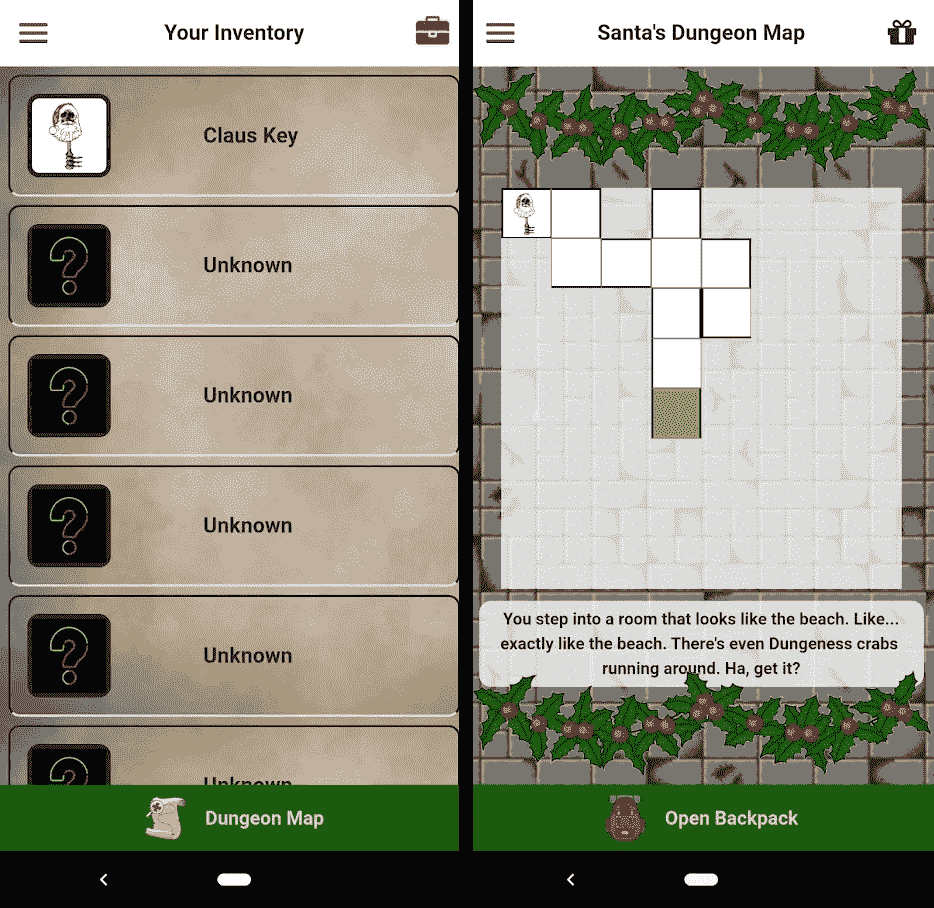 Your Inventory
Claus Key
Unknown
Unknown
Unknown
Unknown
Unknown
Dungeon Map
Santa's Dungeon Map
You step into a room that looks like the beach. Like...
exactly like the beach. There's even Dungeness crabs
running around. Ha, get it?
Open Backpack